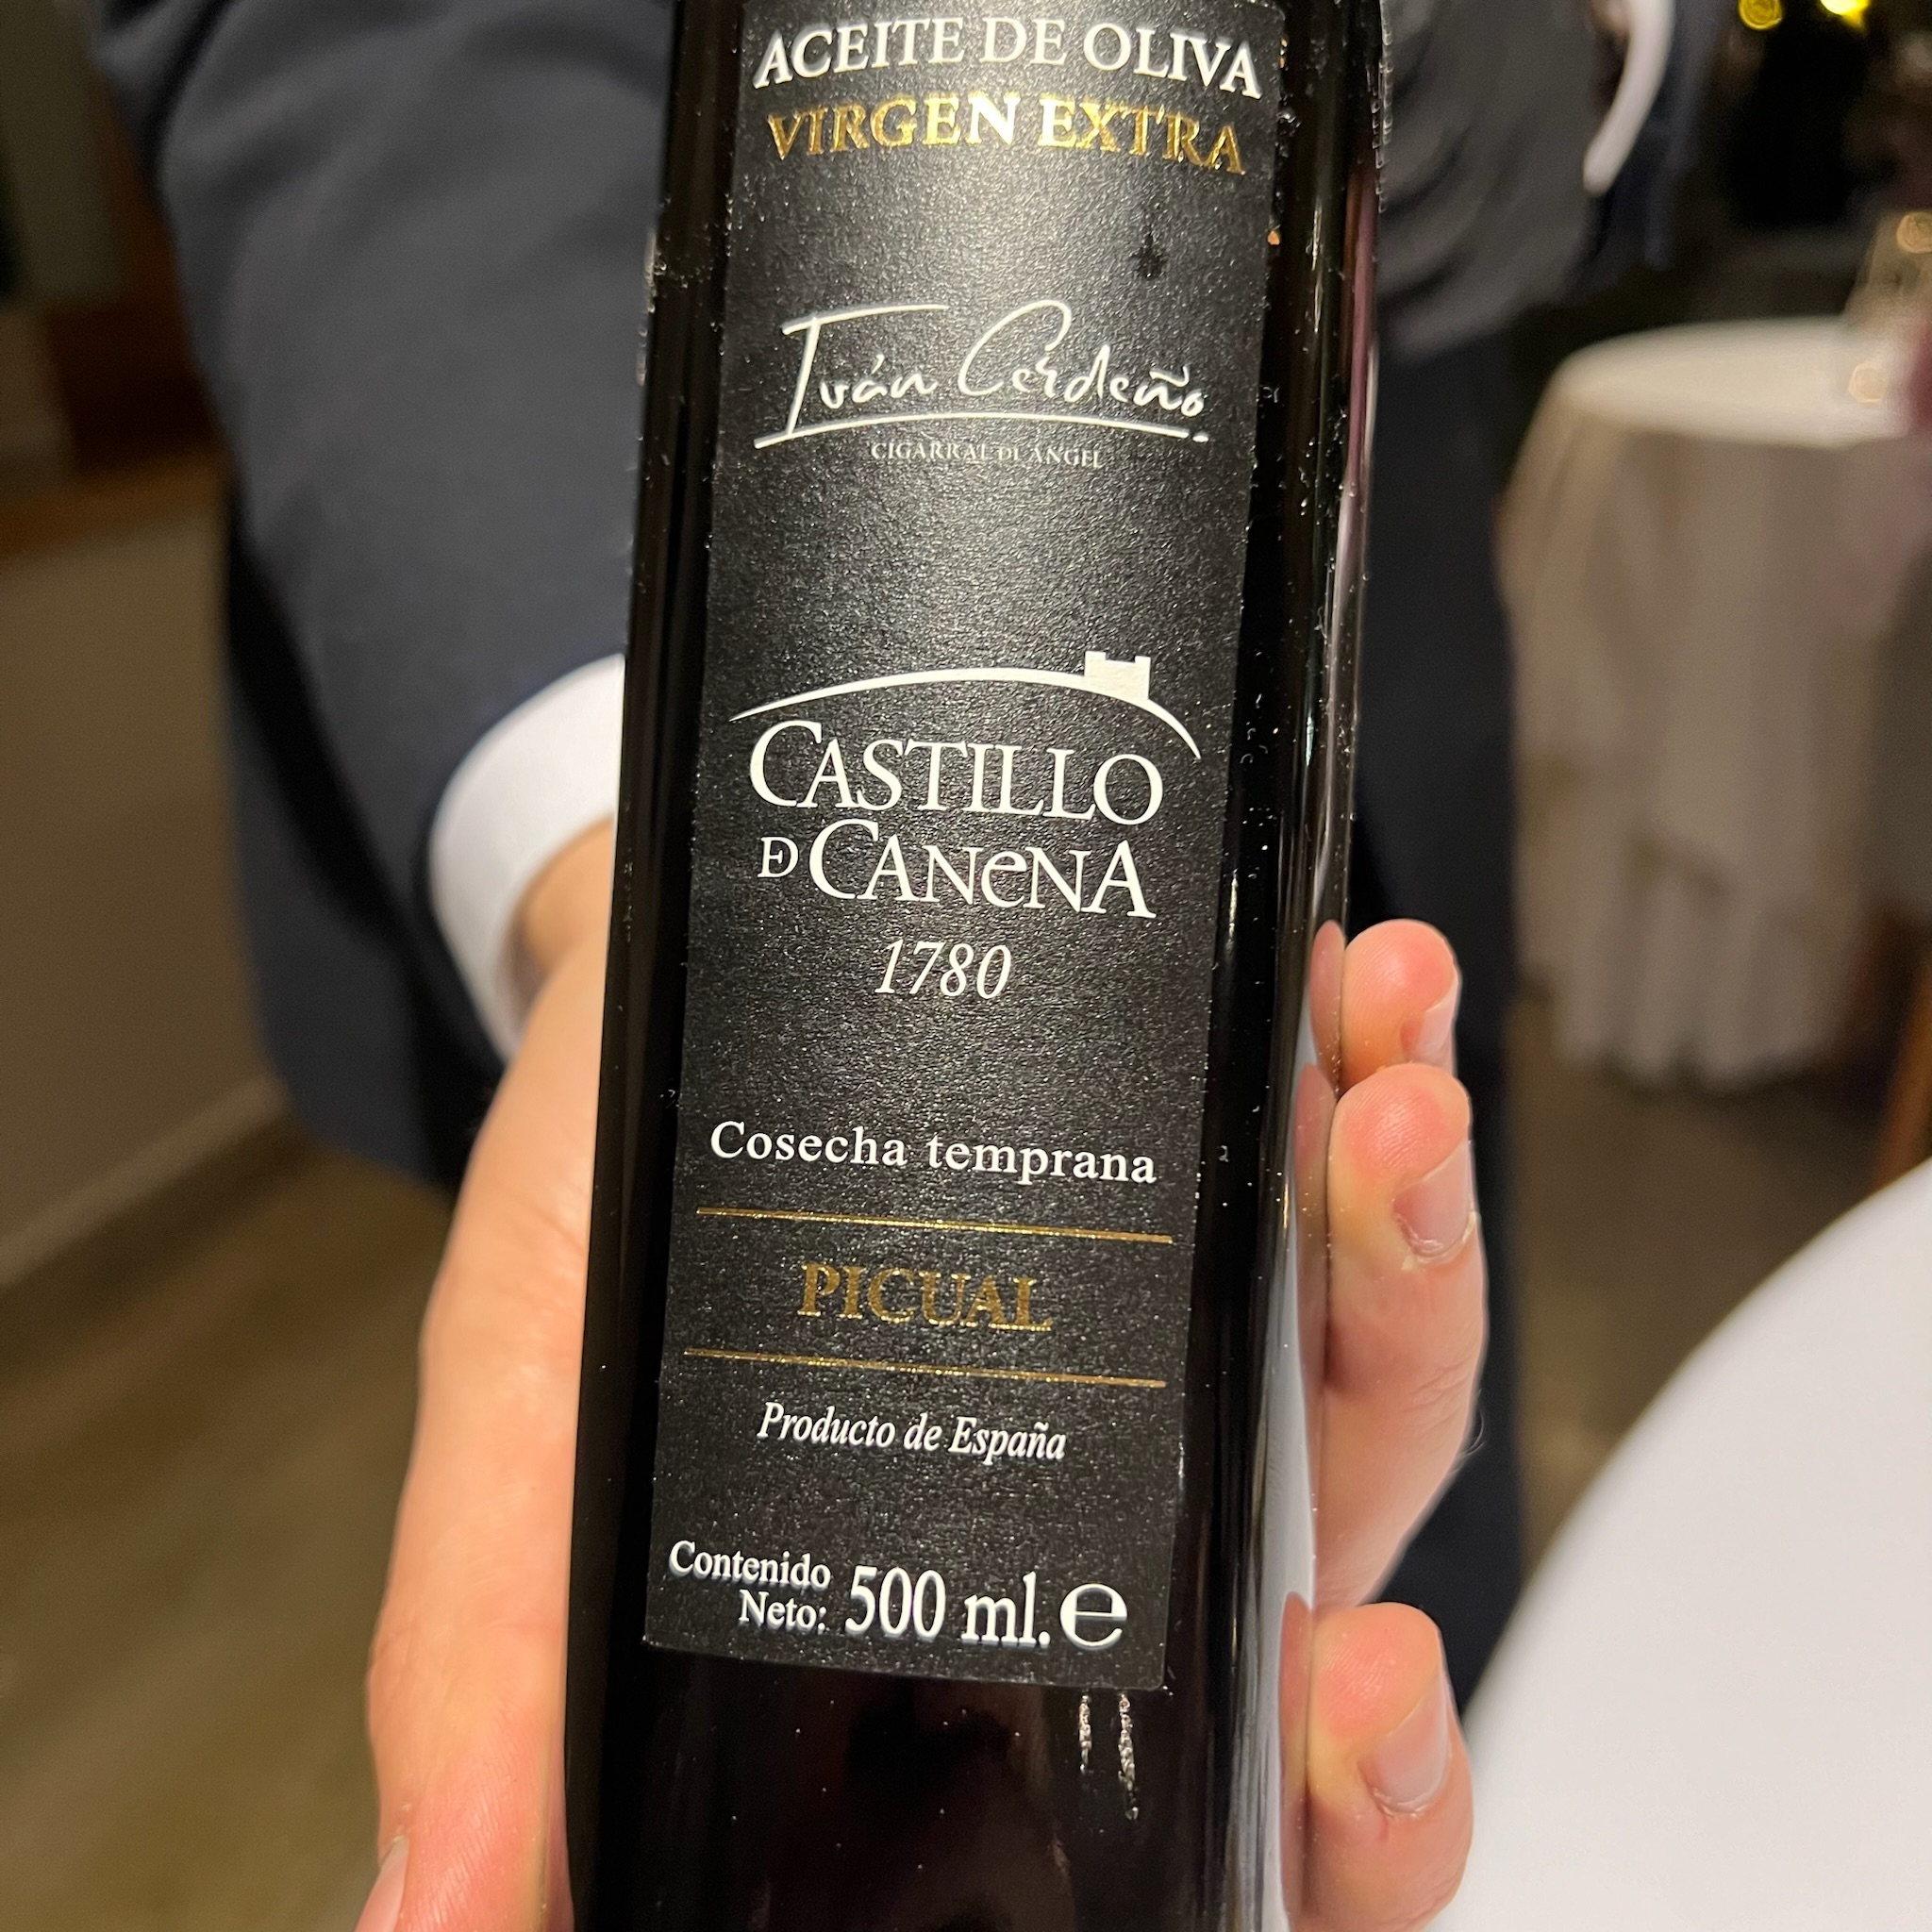 ACEITE DE OLIVA
VIRGEN EXTRA
Iván Cerdeño
CIGARRAL DL ÁNGEL
CASTILLO
DE CANENA
1780
Cosecha temprana
PICUAL
Producto de España
Contenido
Neto: 500 ml. e